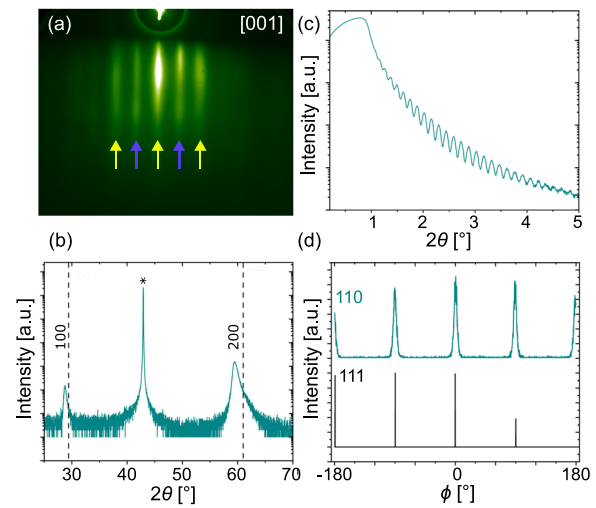 (a)
[001]
(c)
Intensity [a.u.]
1
2
3
4
5
2θ [°]
(b)
Intensity [a.u.]
100
*
200
30
40
50
60
70
2θ [°]
(d)
Intensity [a.u.]
110
111
-180
0
180
ϕ [°]